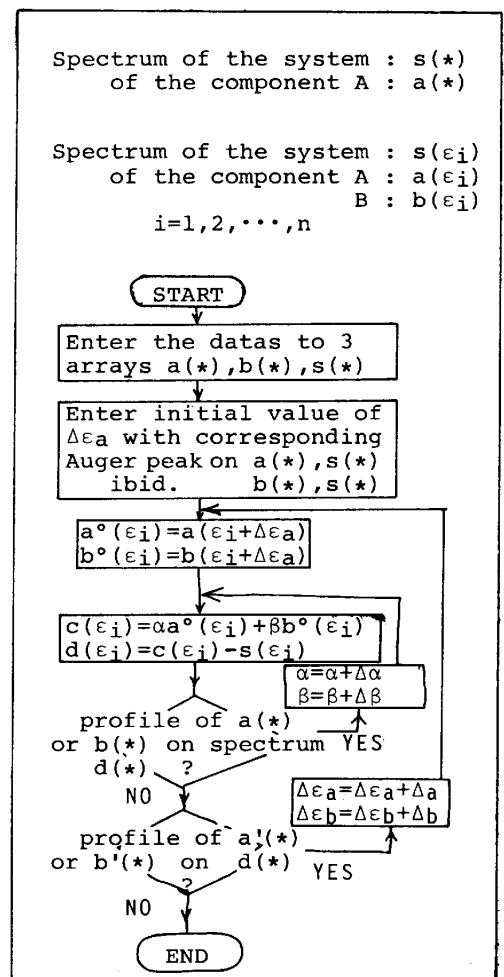 Spectrum of the system : s(*)
of the component A : a(*)
Spectrum of the system : s(εi)
of the component A : a(εi)
B : b(εi)
i=1,2,···,n
START
Enter the datas to 3
arrays a(*),b(*),s(*)
Enter initial value of
Δεa with corresponding
Auger peak on a(*),s(*)
ibid. b(*),s(*)
a°(εi)=a(εi+Δεa)
b°(εi)=b(εi+Δεa)
c(εi)=αa°(εi)+βb°(εi)
d(εi)=c(εi)-s(εi)
α=α+Δα
β=β+Δβ
profile of a(*)
or b(*) on spectrum
d(*) ?
YES
NO
Δεa=Δεa+Δa
Δεb=Δεb+Δb
profile of a'(*)
or b'(*) on d(*)
?
YES
NO
END